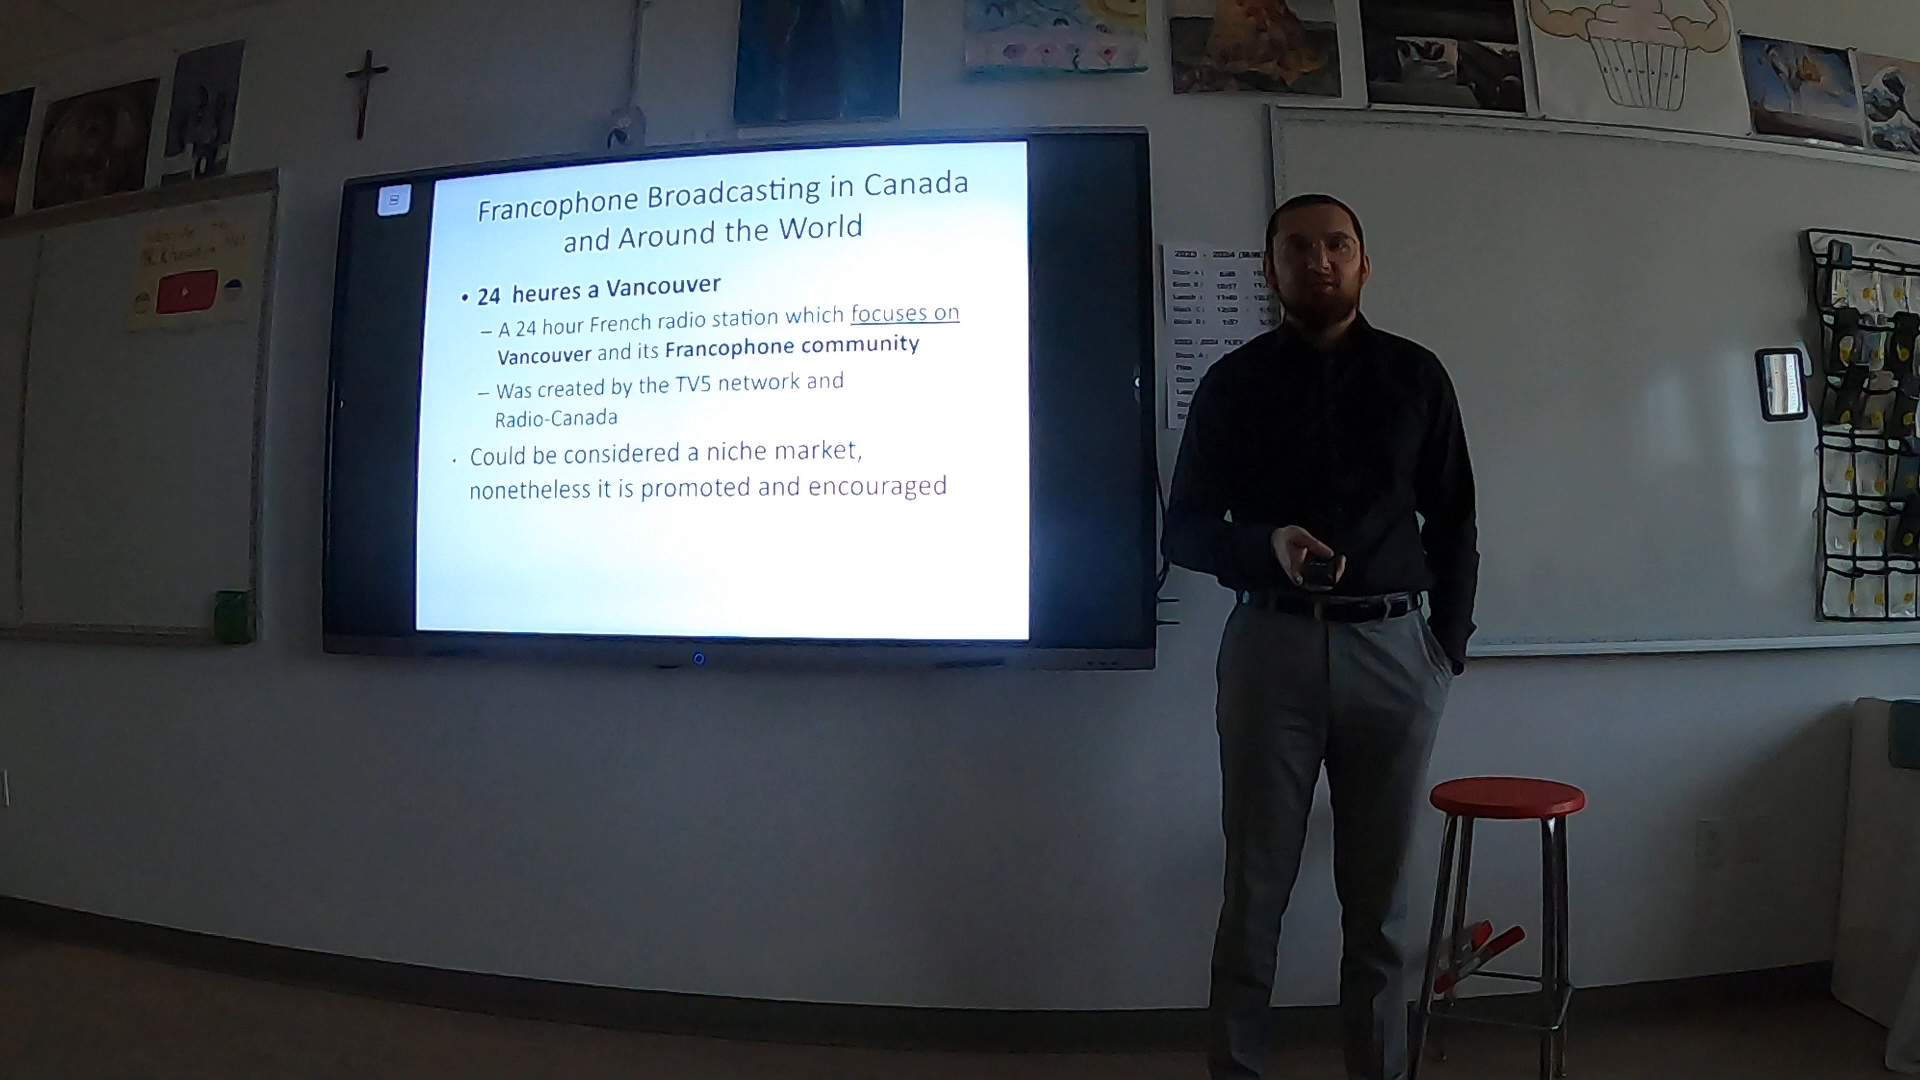 Francophone Broadcasting in Canada
and Around the World
• 24 heures a Vancouver
– A 24 hour French radio station which focuses on
Vancouver and its Francophone community
– Was created by the TV5 network and
Radio-Canada
· Could be considered a niche market,
nonetheless it is promoted and encouraged
2023 - 2024